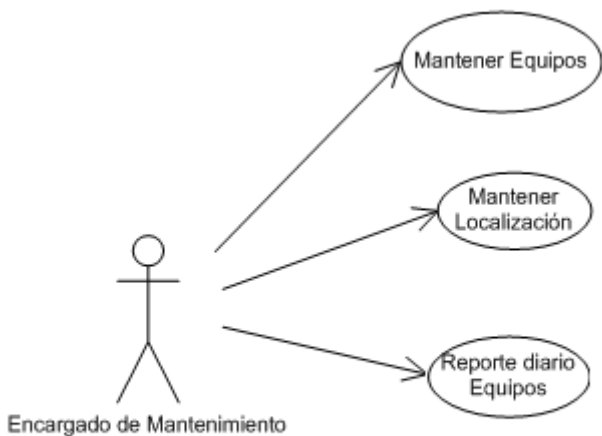 Mantener Equipos
Mantener
Localización
Reporte diario
Equipos
Encargado de Mantenimiento